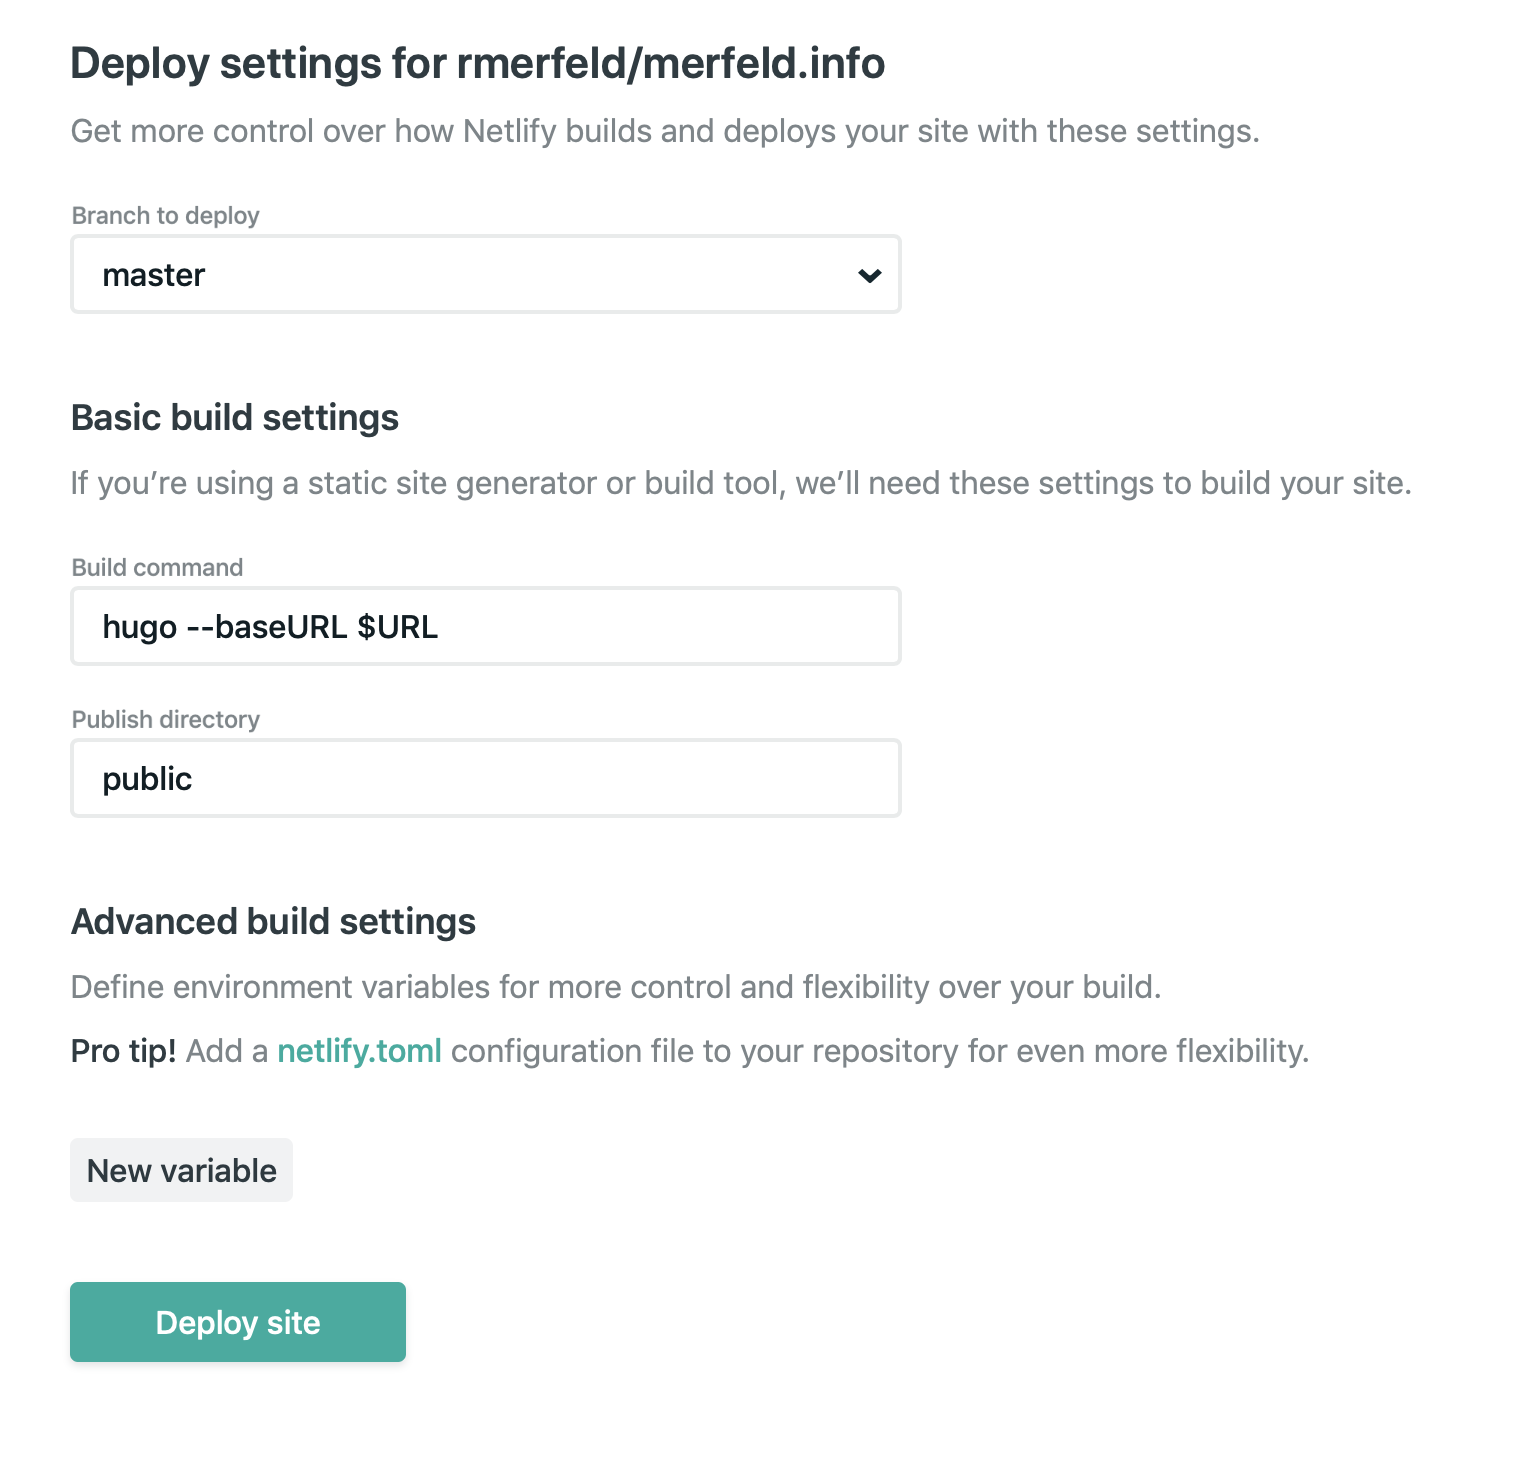 Deploy settings for rmerfeld/merfeld.info
Get more control over how Netlify builds and deploys your site with these settings.
Branch to deploy
master
Basic build settings
If you’re using a static site generator or build tool, we’ll need these settings to build your site.
Build command
hugo --baseURL $URL
Publish directory
public
Advanced build settings
Define environment variables for more control and flexibility over your build.
Pro tip! Add a netlify.toml configuration file to your repository for even more flexibility.
New variable
Deploy site